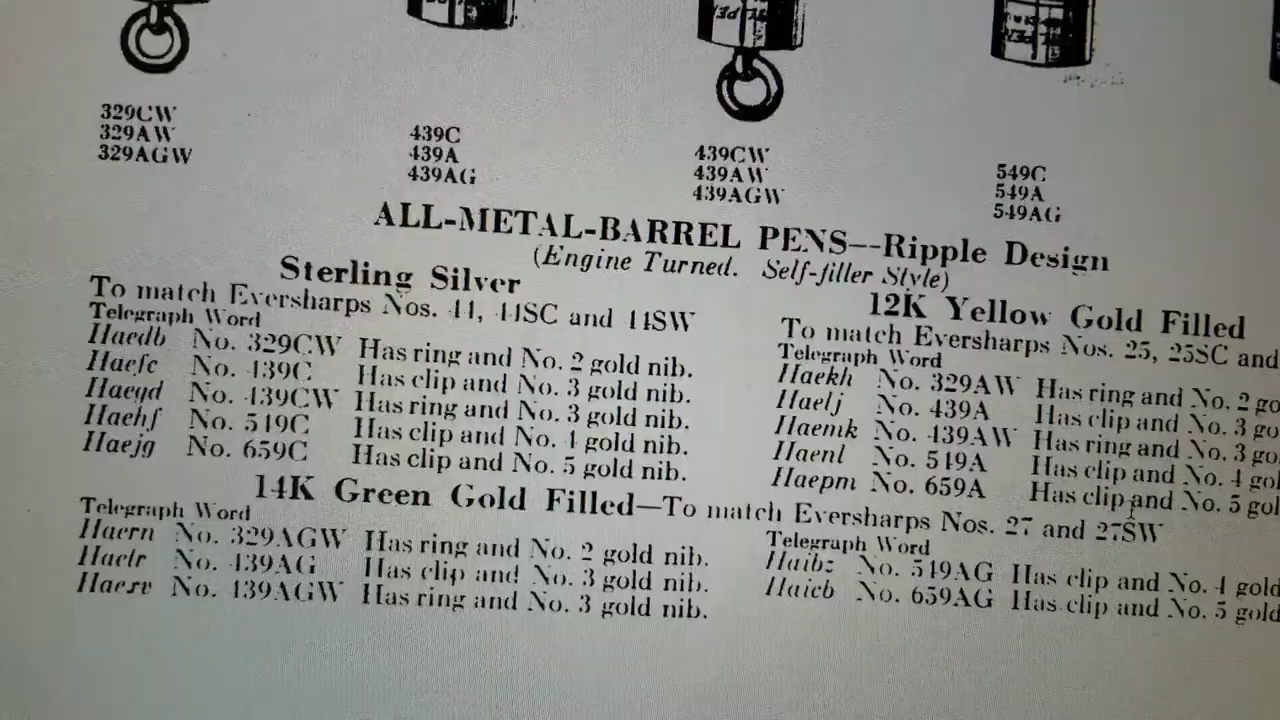 329CW
329AW
329AGW
439C
439A
439AG
439CW
439AW
439AGW
549C
549A
549AG
ALL-METAL-BARREL PENS--Ripple Design
(Engine Turned. Self-filler Style)
Sterling Silver
To match Eversharps Nos. 44, 44SC and 44SW
Telegraph Word
Haedb No. 329CW Has ring and No. 2 gold nib.
Haefc No. 439C Has clip and No. 3 gold nib.
Haegd No. 439CW Has ring and No. 3 gold nib.
Haehf No. 549C Has clip and No. 4 gold nib.
Haejg No. 659C Has clip and No. 5 gold nib.
12K Yellow Gold Filled
To match Eversharps Nos. 25, 25SC and
Telegraph Word
Haekh No. 329AW Has ring and No. 2 go
Haelj No. 439A Has clip and No. 3 go
Haemk No. 439AW Has ring and No. 3 go
Haenl No. 549A Has clip and No. 4 gol
Haepm No. 659A Has clip and No. 5 gol
14K Green Gold Filled—To match Eversharps Nos. 27 and 27SW
Telegraph Word
Haern No. 329AGW Has ring and No. 2 gold nib.
Haetr No. 439AG Has clip and No. 3 gold nib.
Haesv No. 439AGW Has ring and No. 3 gold nib.
Telegraph Word
Haibz No. 549AG Has clip and No. 4 gold
Haicb No. 659AG Has clip and No. 5 gold